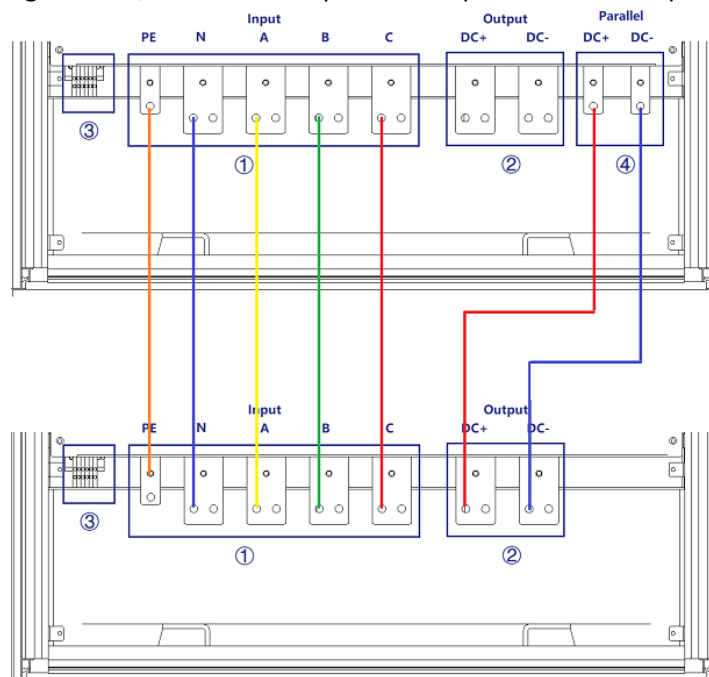 Input Output Parallel
PE N A B C DC+ DC- DC+ DC-
③ ① ② ④
Input Output
PE N A B C DC+ DC-
③ ① ②